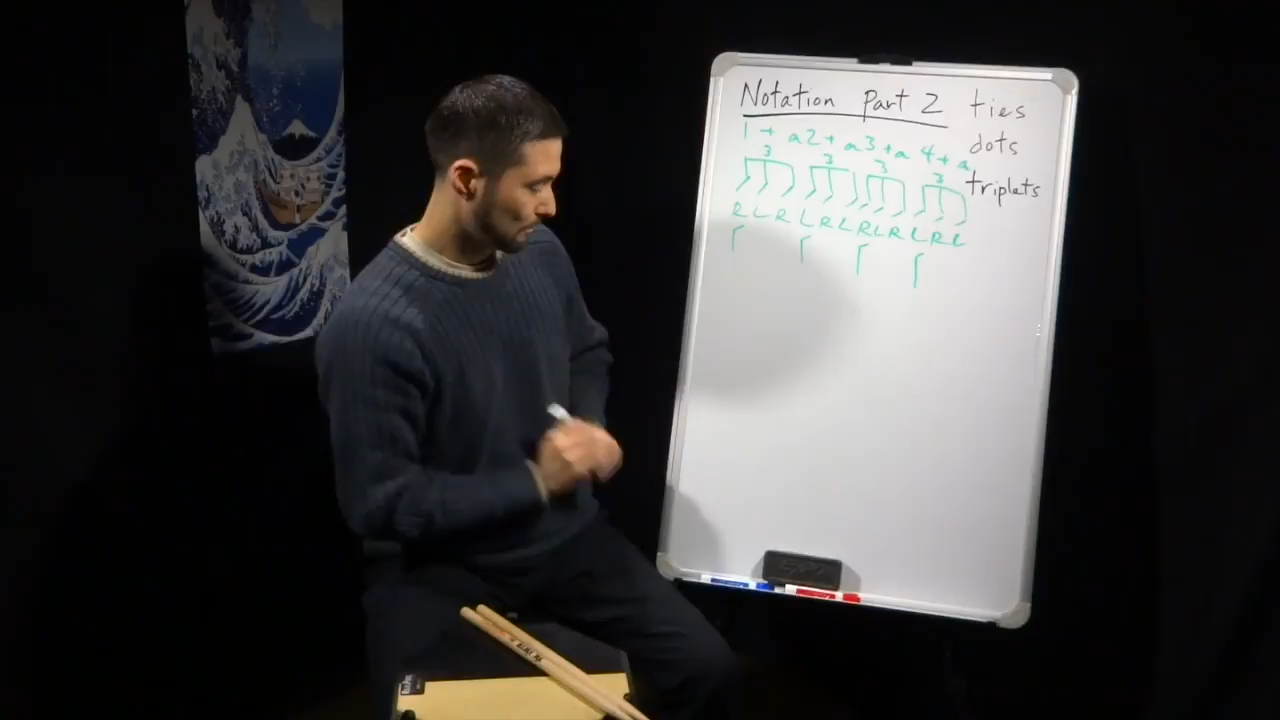 Notation Part 2
ties
dots
triplets
1 + a 2 + a 3 + a 4 + a
3 3 3 3
R L R L R L R L R L R L